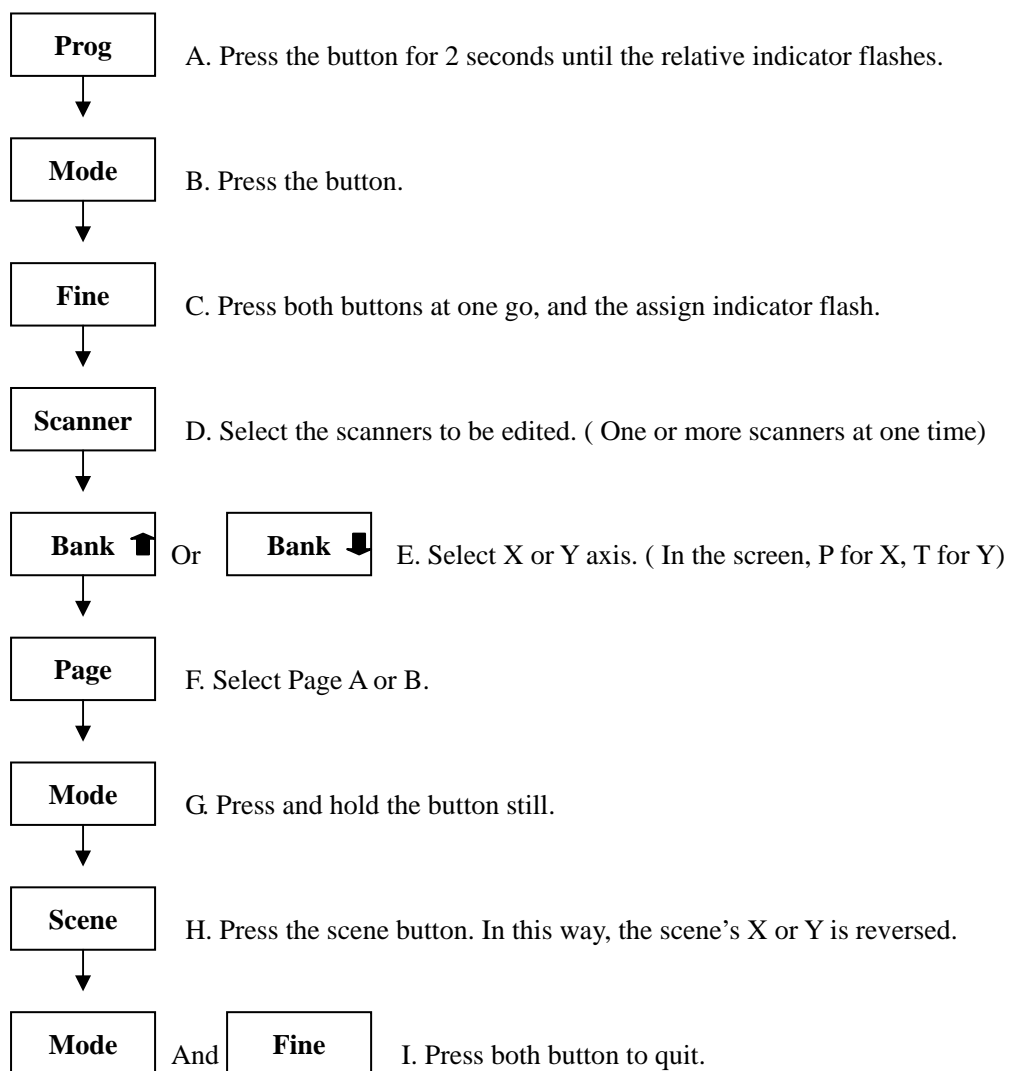 Prog A. Press the button for 2 seconds until the relative indicator flashes.
Mode B. Press the button.
Fine C. Press both buttons at one go, and the assign indicator flash.
Scanner D. Select the scanners to be edited. ( One or more scanners at one time)
Bank Or Bank E. Select X or Y axis. ( In the screen, P for X, T for Y)
Page F. Select Page A or B.
Mode G. Press and hold the button still.
Scene H. Press the scene button. In this way, the scene's X or Y is reversed.
Mode And Fine I. Press both button to quit.